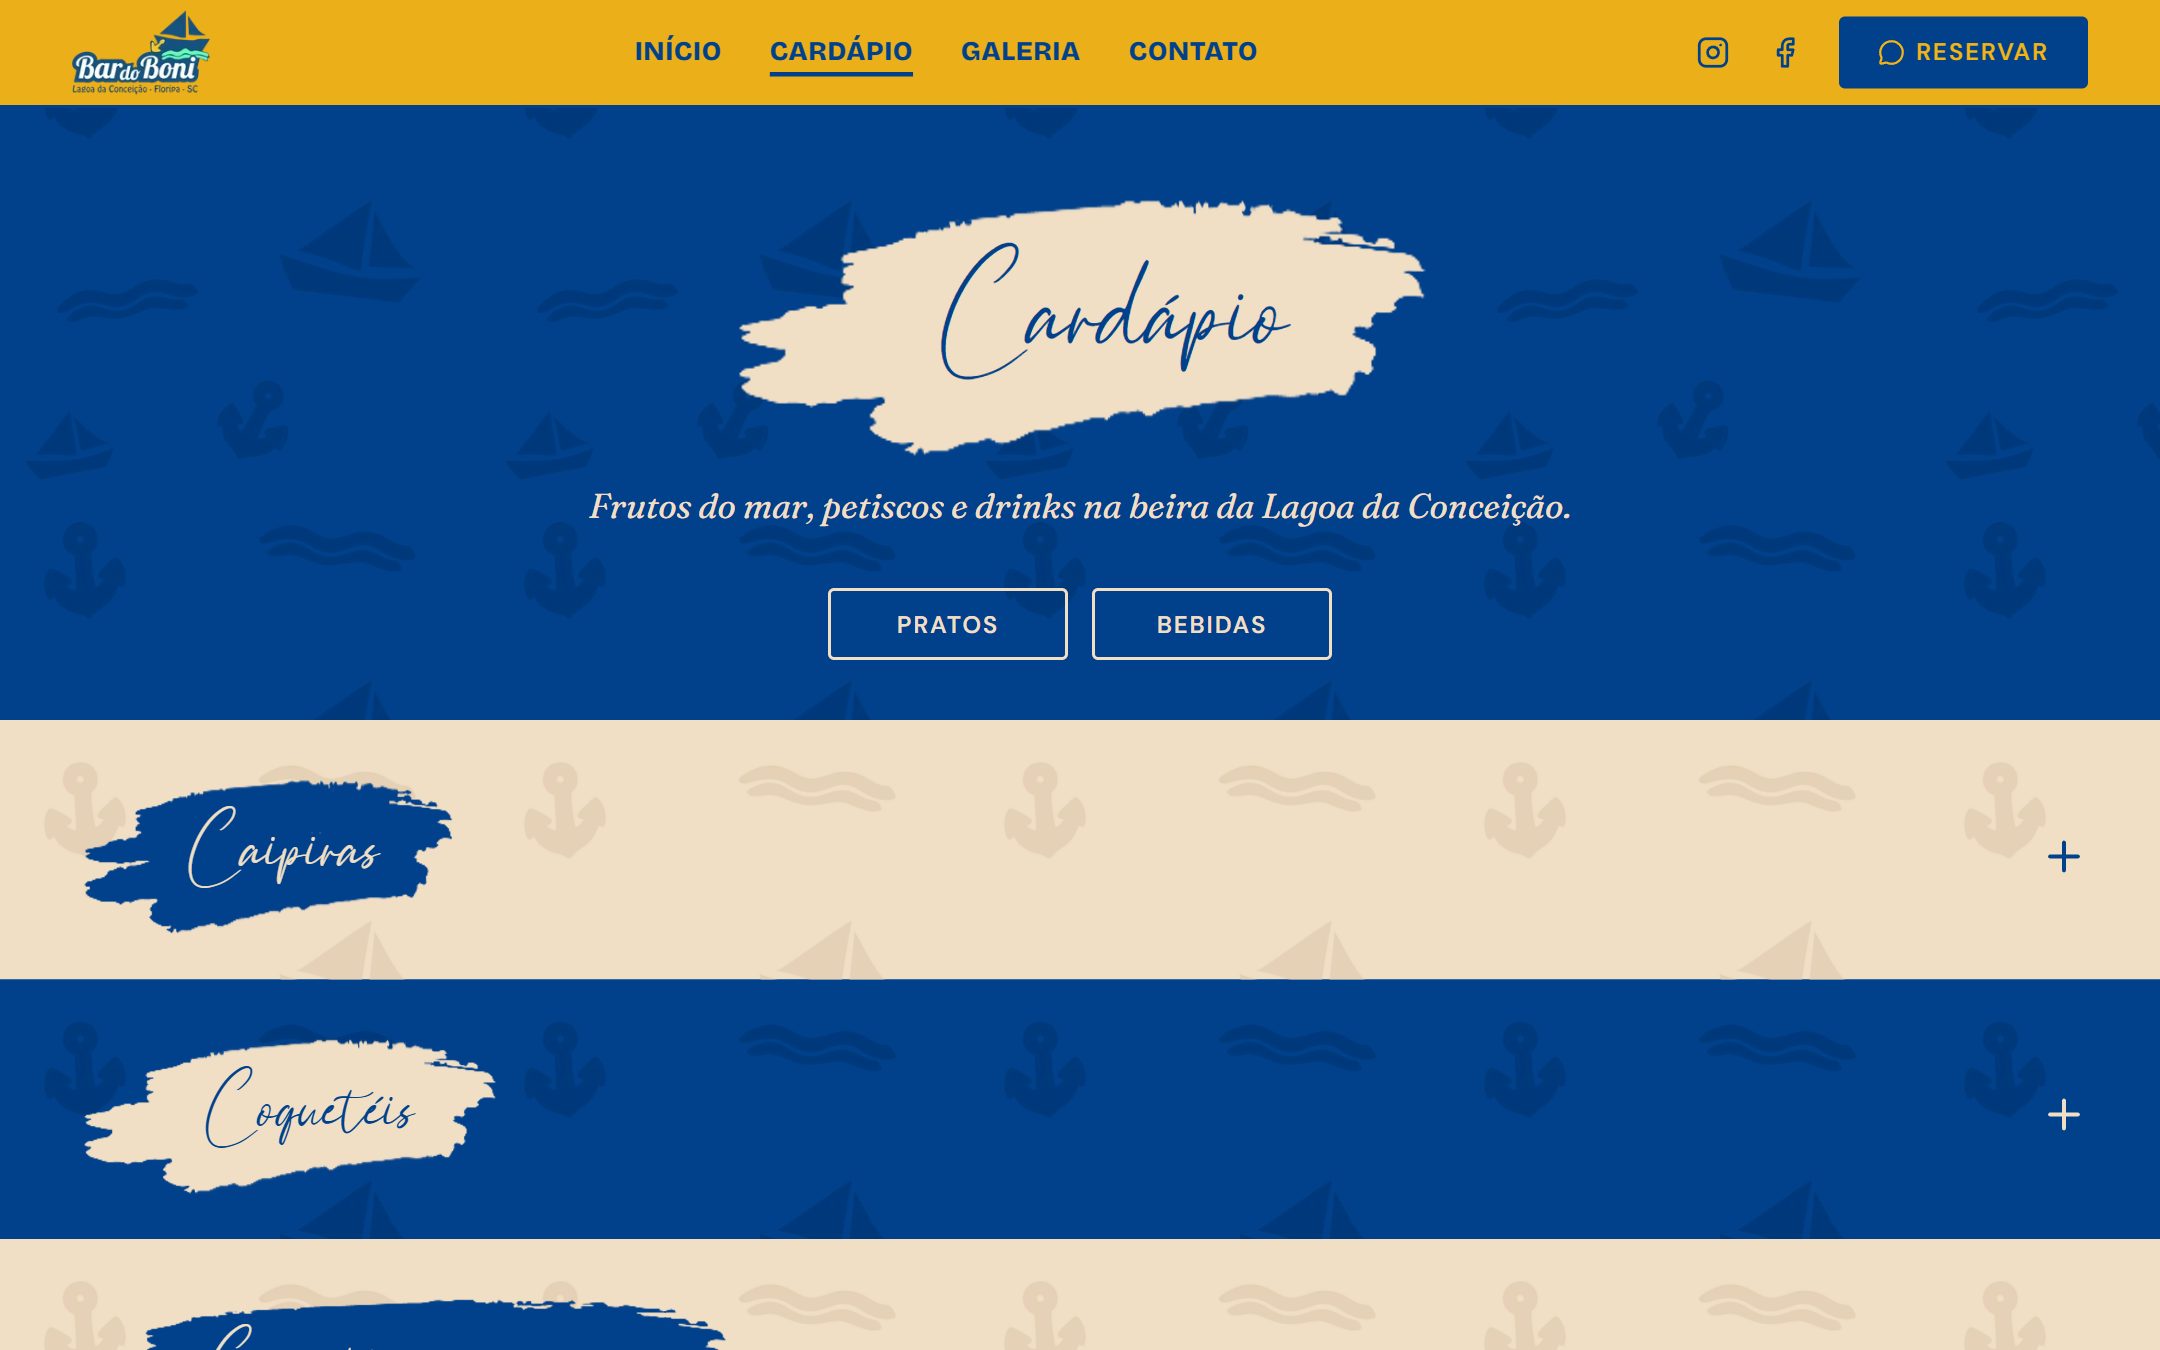 Bar do Boni
Lagoa da Conceição - Floripa - SC
INÍCIO CARDÁPIO GALERIA CONTATO
RESERVAR
Cardápio
Frutos do mar, petiscos e drinks na beira da Lagoa da Conceição.
PRATOS BEBIDAS
Caipiras
Coquetéis